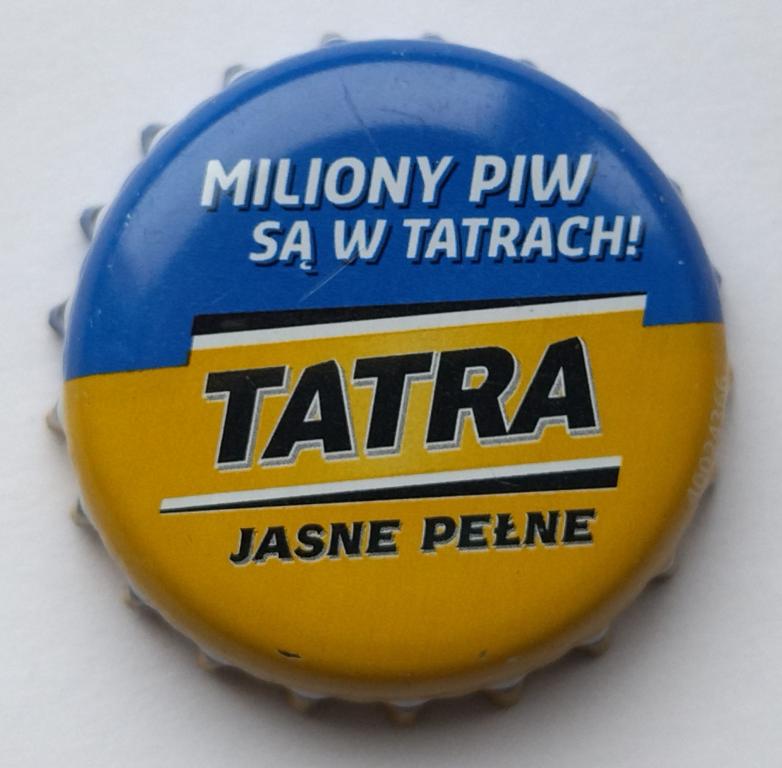 MILIONY PIW
SĄ W TATRACH!
TATRA
JASNE PEŁNE